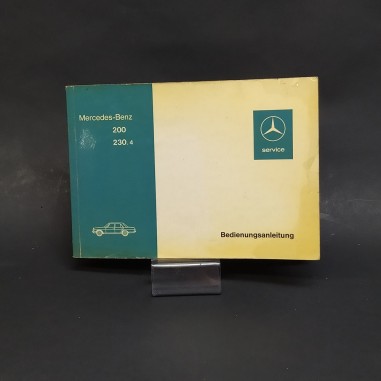 Mercedes-Benz
200
230.4
service
Bedienungsanleitung